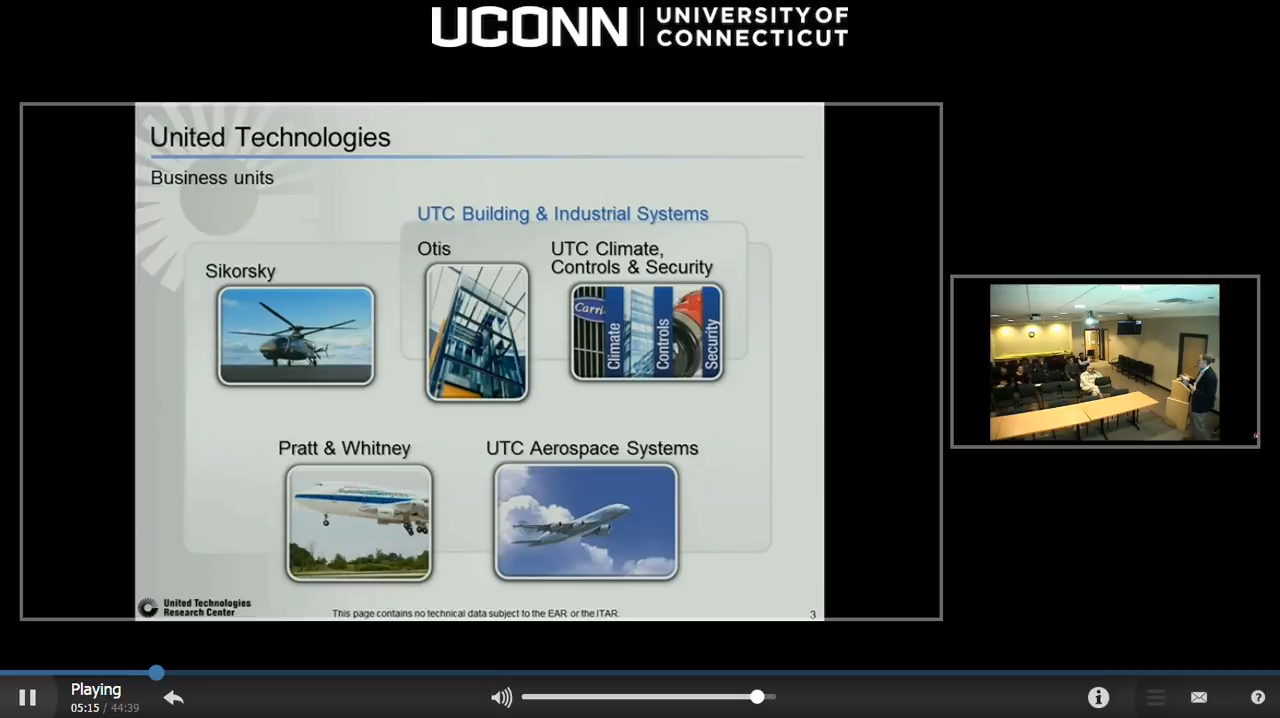 UCONN
UNIVERSITY OF
CONNECTICUT
United Technologies
Business units
UTC Building & Industrial Systems
Otis
UTC Climate,
Controls & Security
Sikorsky
Carri
Climate
Controls
Security
Pratt & Whitney
UTC Aerospace Systems
United Technologies
Research Center
This page contains no technical data subject to the EAR or the ITAR.
3
Playing
05:15 / 44:39